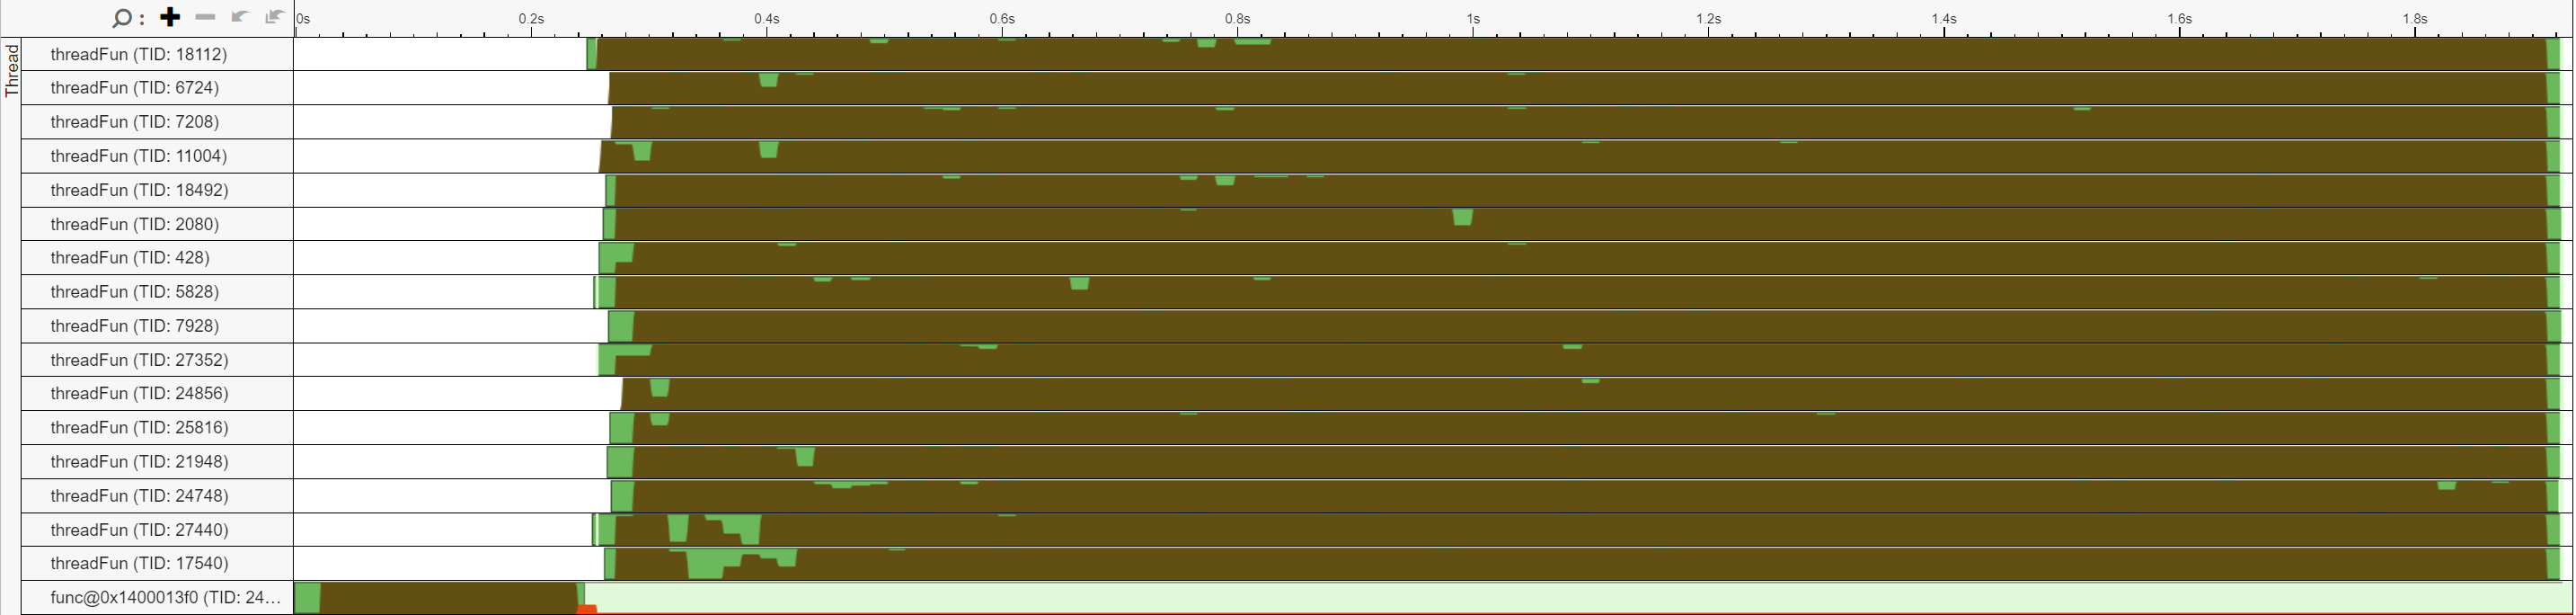 0s 0.2s 0.4s 0.6s 0.8s 1s 1.2s 1.4s 1.6s 1.8s
Thread
threadFun (TID: 18112)
threadFun (TID: 6724)
threadFun (TID: 7208)
threadFun (TID: 11004)
threadFun (TID: 18492)
threadFun (TID: 2080)
threadFun (TID: 428)
threadFun (TID: 5828)
threadFun (TID: 7928)
threadFun (TID: 27352)
threadFun (TID: 24856)
threadFun (TID: 25816)
threadFun (TID: 21948)
threadFun (TID: 24748)
threadFun (TID: 27440)
threadFun (TID: 17540)
func@0x1400013f0 (TID: 24...